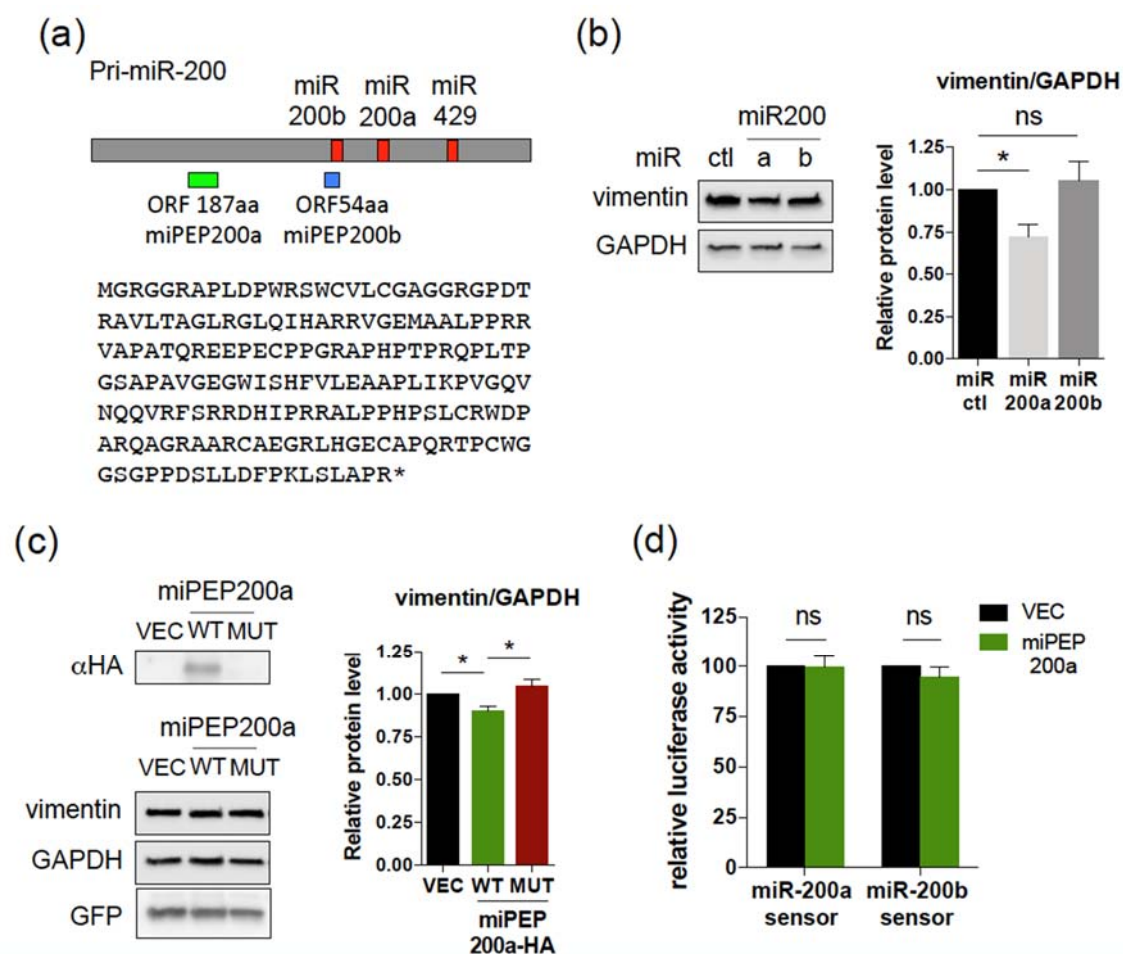 (a)
Pri-miR-200
miR miR miR
200b 200a 429
ORF 187aa ORF54aa
miPEP200a miPEP200b
MGRGGRAPLDPWRSWCVLCGAGGRGPDT
RAVLTAGLRGLQIHARRVGEMAALPPRR
VAPATQREEPECPPGRAPHPTPRQPLTP
GSAPAVGEGWISHFVLEAAPLIKPVGQV
NQQVRFSRRDHIPRRALPPHPSLCRWDP
ARQAGRAARCAEGRLHGECAPQRTPCWG
GSGPPDSLLDFPKLSLAPR*
(b)
miR200
miR ctl a b
vimentin
GAPDH
vimentin/GAPDH
ns
*
Relative protein level
1.25
1.00
0.75
0.50
0.25
0.00
miR miR miR
ctl 200a 200b
(c)
miPEP200a
VEC WT MUT
αHA
miPEP200a
VEC WT MUT
vimentin
GAPDH
GFP
vimentin/GAPDH
* *
Relative protein level
1.25
1.00
0.75
0.50
0.25
0.00
VEC WT MUT
miPEP
200a-HA
(d)
ns ns
VEC
miPEP
200a
relative luciferase activity
125
100
75
50
25
0
miR-200a miR-200b
sensor sensor